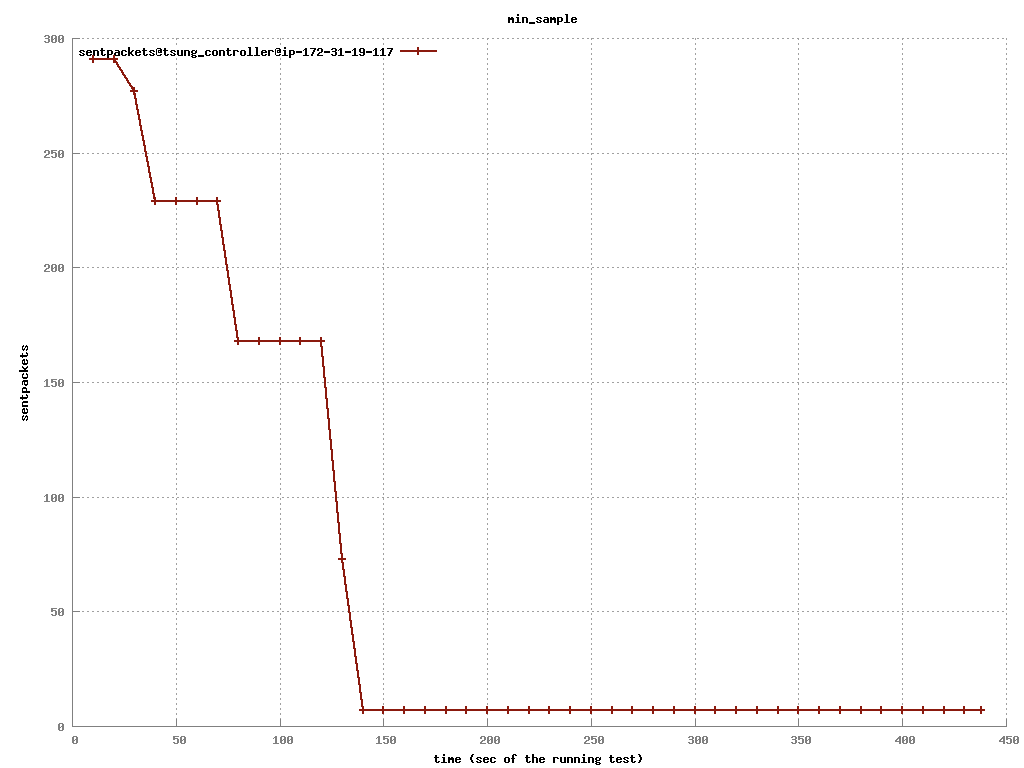 min_sample
300
sentpackets@tsung_controller@ip-172-31-19-117
250
200
150
100
50
0
sentpackets
0 50 100 150 200 250 300 350 400 450
time (sec of the running test)